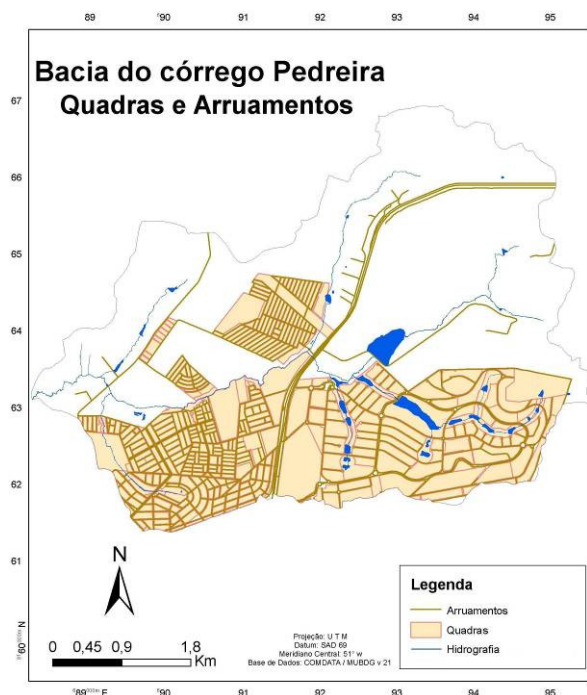 89 90 91 92 93 94 95
Bacia do córrego Pedreira
Quadras e Arruamentos
67
66
65
64
63
62
61
60 N
N
0 0,45 0,9 1,8
Km
Projeção: U T M
Datum: SAD 69
Meridiano Central: 51° w
Base de Dados: COMDATA / MUBDG v 21
Legenda
Arruamentos
Quadras
Hidrografia
89 E 90 91 92 93 94 95